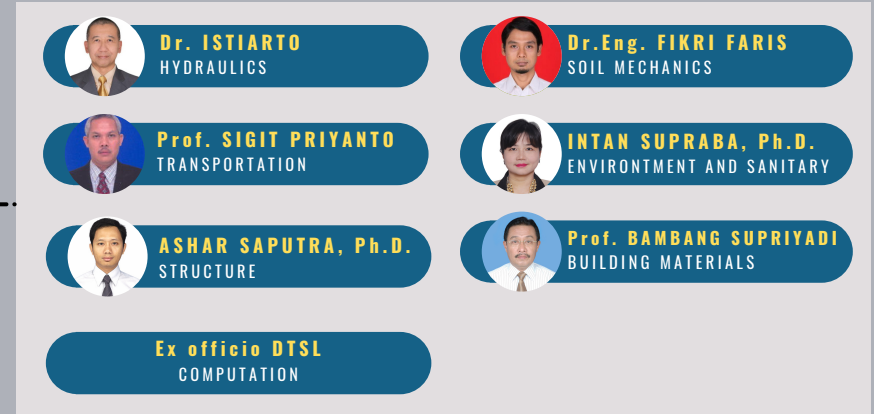 Dr. ISTIARTO
HYDRAULICS
Prof. SIGIT PRIYANTO
TRANSPORTATION
ASHAR SAPUTRA, Ph.D.
STRUCTURE
Ex officio DTSL
COMPUTATION
Dr.Eng. FIKRI FARIS
SOIL MECHANICS
INTAN SUPRABA, Ph.D.
ENVIRONTMENT AND SANITARY
Prof. BAMBANG SUPRIYADI
BUILDING MATERIALS